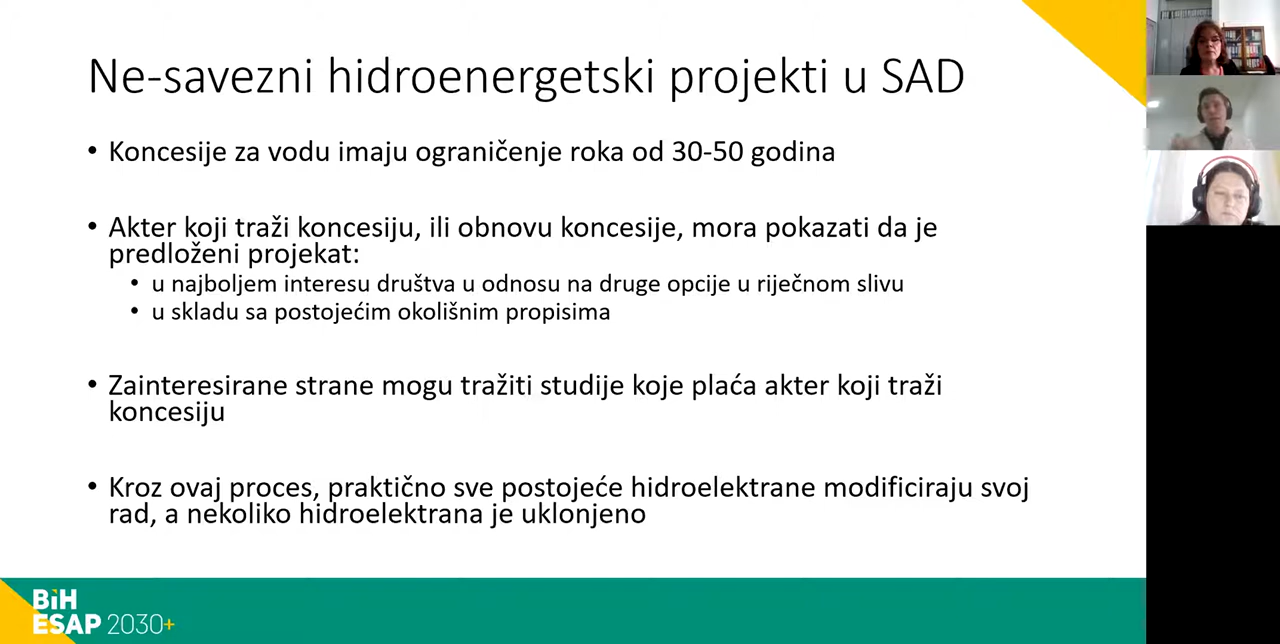 Ne-savezni hidroenergetski projekti u SAD
• Koncesije za vodu imaju ograničenje roka od 30-50 godina
• Akter koji traži koncesiju, ili obnovu koncesije, mora pokazati da je
predloženi projekat:
• u najboljem interesu društva u odnosu na druge opcije u riječnom slivu
• u skladu sa postojećim okolišnim propisima
• Zainteresirane strane mogu tražiti studije koje plaća akter koji traži
koncesiju
• Kroz ovaj proces, praktično sve postojeće hidroelektrane modificiraju svoj
rad, a nekoliko hidroelektrana je uklonjeno
BiH
ESAP 2030+